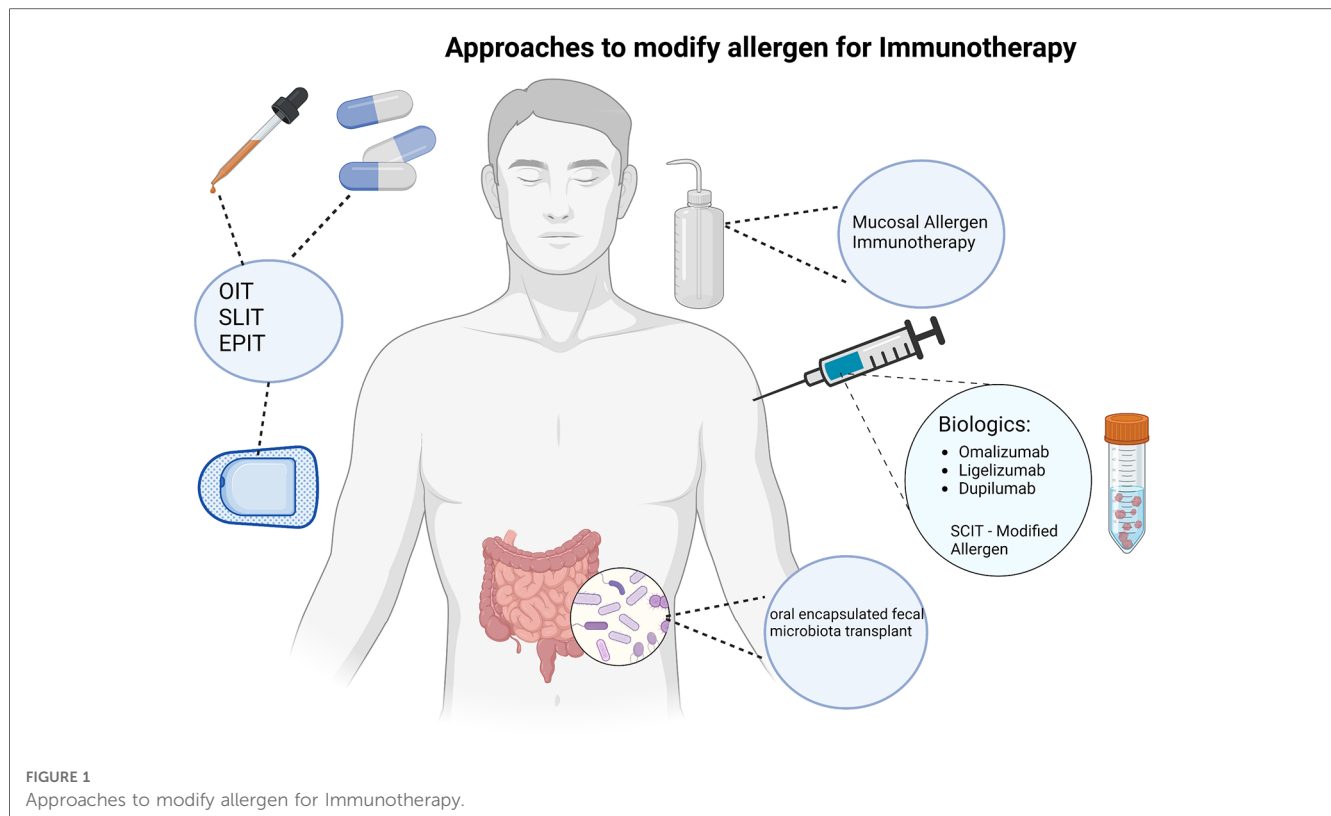 Approaches to modify allergen for Immunotherapy
OIT
SLIT
EPIT
Mucosal Allergen
Immunotherapy
Biologics:
• Omalizumab
• Ligelizumab
• Dupilumab
SCIT - Modified
Allergen
oral encapsulated fecal
microbiota transplant
FIGURE 1
Approaches to modify allergen for Immunotherapy.